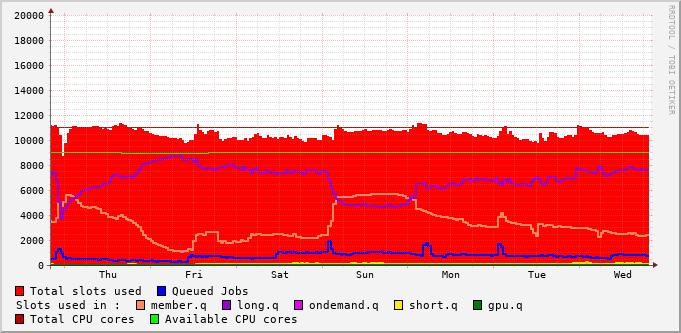 20000
18000
16000
14000
12000
10000
8000
6000
4000
2000
0
Thu Fri Sat Sun Mon Tue Wed
RRDTOOL / TOBI OETIKER
Total slots used Queued Jobs
Slots used in : member.q long.q ondemand.q short.q gpu.q
Total CPU cores Available CPU cores